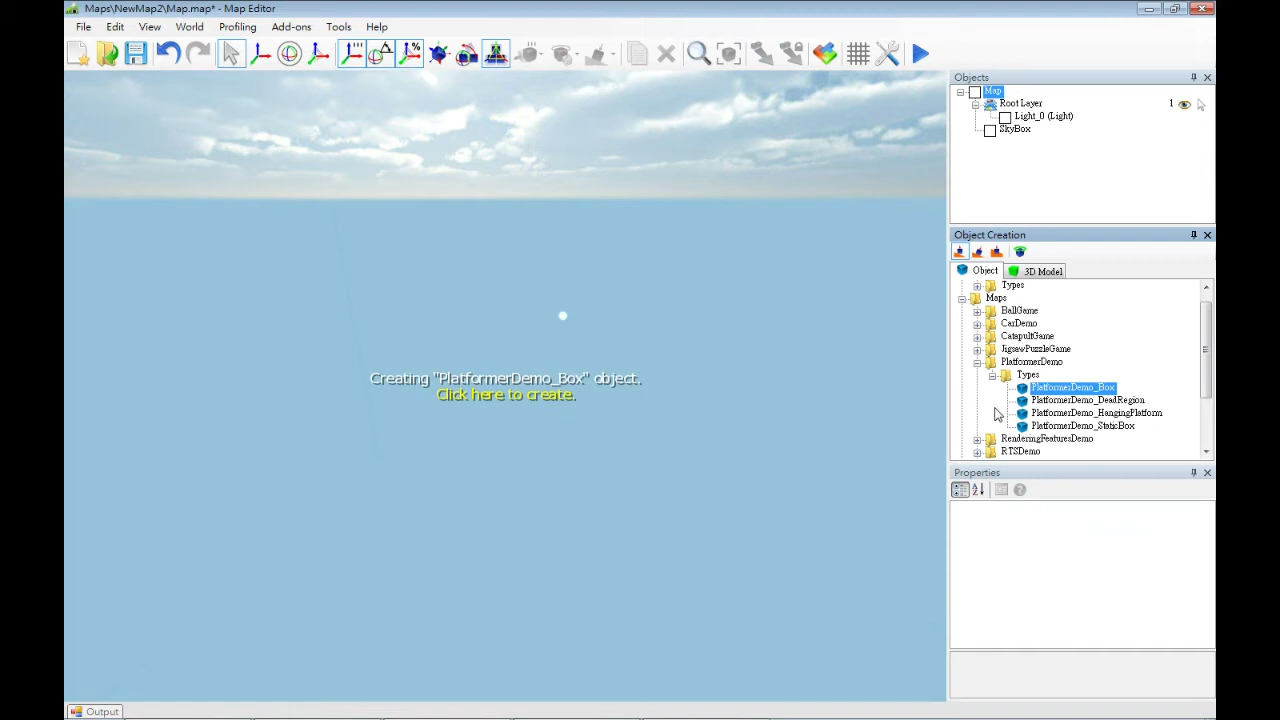 Maps\NewMap2\Map.map* - Map Editor
File Edit View World Profiling Add-ons Tools Help
Objects
Map
Root Layer 1
Light_0 (Light)
SkyBox
Object Creation
Object 3D Model
Types
Maps
BallGame
CarDemo
CatapultGame
JigsawPuzzleGame
PlatformerDemo
Types
PlatformerDemo_Box
PlatformerDemo_DeadRegion
PlatformerDemo_HangingPlatform
PlatformerDemo_StaticBox
RenderingFeaturesDemo
RTSDemo
Creating "PlatformerDemo_Box" object.
Click here to create.
Properties
Output